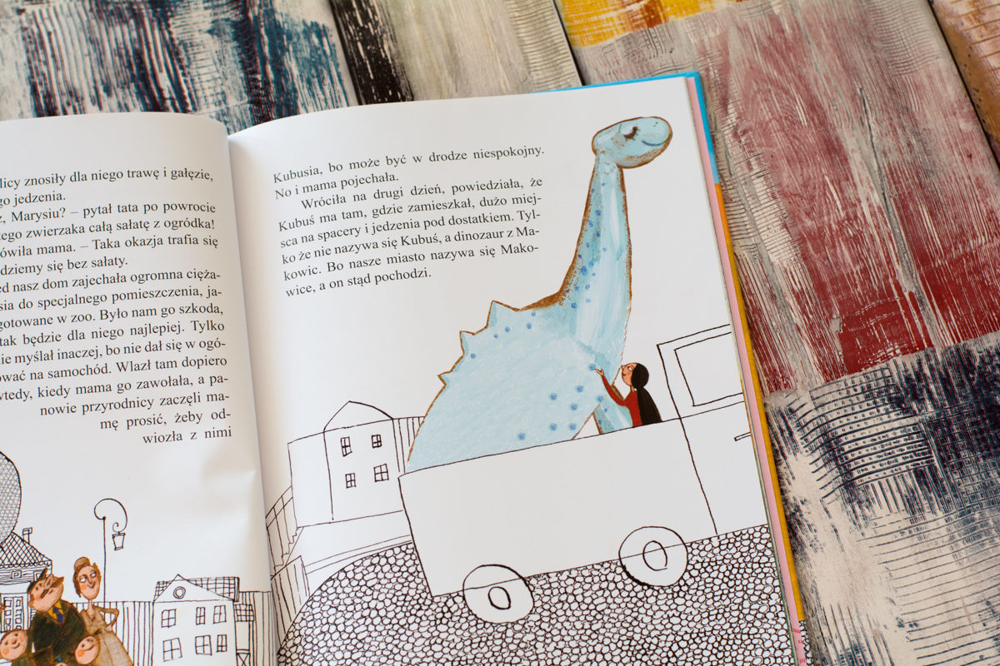 licy znosiły dla niego trawę i gałęzie,
go jedzenia.
z, Marysiu? – pytał tata po powrocie
tego zwierzaka całą sałatę z ogródka!
ówiła mama. – Taka okazja trafia się
dziemy się bez sałaty.
ed nasz dom zajechała ogromna cięża-
sia do specjalnego pomieszczenia, ja-
gotowane w zoo. Było nam go szkoda,
tak będzie dla niego najlepiej. Tylko
ie myślał inaczej, bo nie dał się w ogó-
ować na samochód. Wlazł tam dopiero
wtedy, kiedy mama go zawołała, a pa-
nowie przyrodnicy zaczęli ma-
mę prosić, żeby od-
wiozła z nimi
Kubusia, bo może być w drodze niespokojny.
No i mama pojechała.
Wróciła na drugi dzień, powiedziała, że
Kubuś ma tam, gdzie zamieszkał, dużo miej-
sca na spacery i jedzenia pod dostatkiem. Tyl-
ko że nie nazywa się Kubuś, a dinozaur z Ma-
kowic. Bo nasze miasto nazywa się Mako-
wice, a on stąd pochodzi.